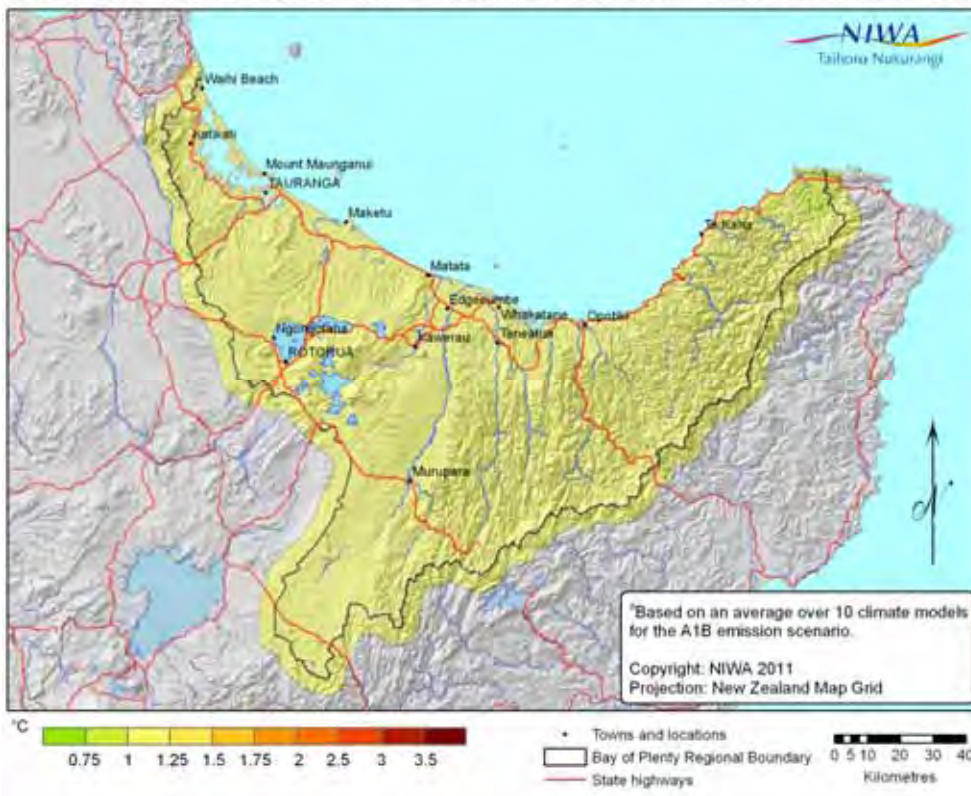 NIWA
Taihoro Nukurangi
Waihi Beach
Katikati
Mount Maunganui
TAURANGA
Maketu
Te Kaha
Matata
Edgecumbe
Whakatane
Opotiki
Ngongotaha
Kawerau
Taneatua
ROTORUA
Murupara
Based on an average over 10 climate models
for the A1B emission scenario.
Copyright: NIWA 2011
Projection: New Zealand Map Grid
°C
0.75 1 1.25 1.5 2 2.5 3 3.5
Towns and locations
Bay of Plenty Regional Boundary
State highways
0 5 10 20 30 40
Kilometres